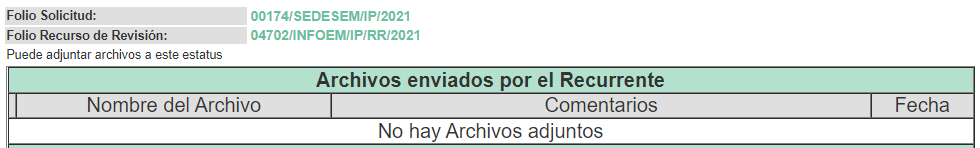 Folio Solicitud: 00174/SEDESEM/IP/2021
Folio Recurso de Revisión: 04702/INFOEM/IP/RR/2021
Puede adjuntar archivos a este estatus
Archivos enviados por el Recurrente
Nombre del Archivo Comentarios Fecha
No hay Archivos adjuntos